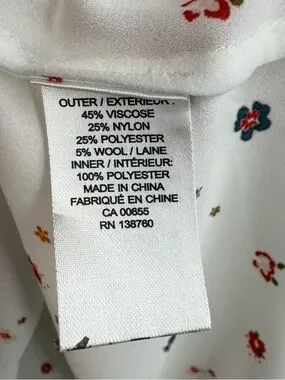 OUTER / EXTÉRIEUR :
45% VISCOSE
25% NYLON
25% POLYESTER
5% WOOL / LAINE
INNER / INTÉRIEUR:
100% POLYESTER
MADE IN CHINA
FABRIQUÉ EN CHINE
CA 00655
RN 138760